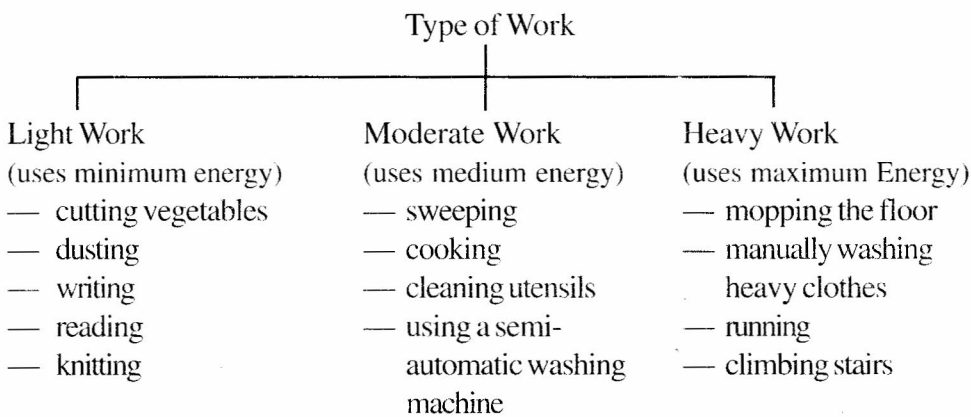 Type of Work
Light Work
(uses minimum energy)
— cutting vegetables
— dusting
— writing
— reading
— knitting
Moderate Work
(uses medium energy)
— sweeping
— cooking
— cleaning utensils
— using a semi-
automatic washing
machine
Heavy Work
(uses maximum Energy)
— mopping the floor
— manually washing
heavy clothes
— running
— climbing stairs